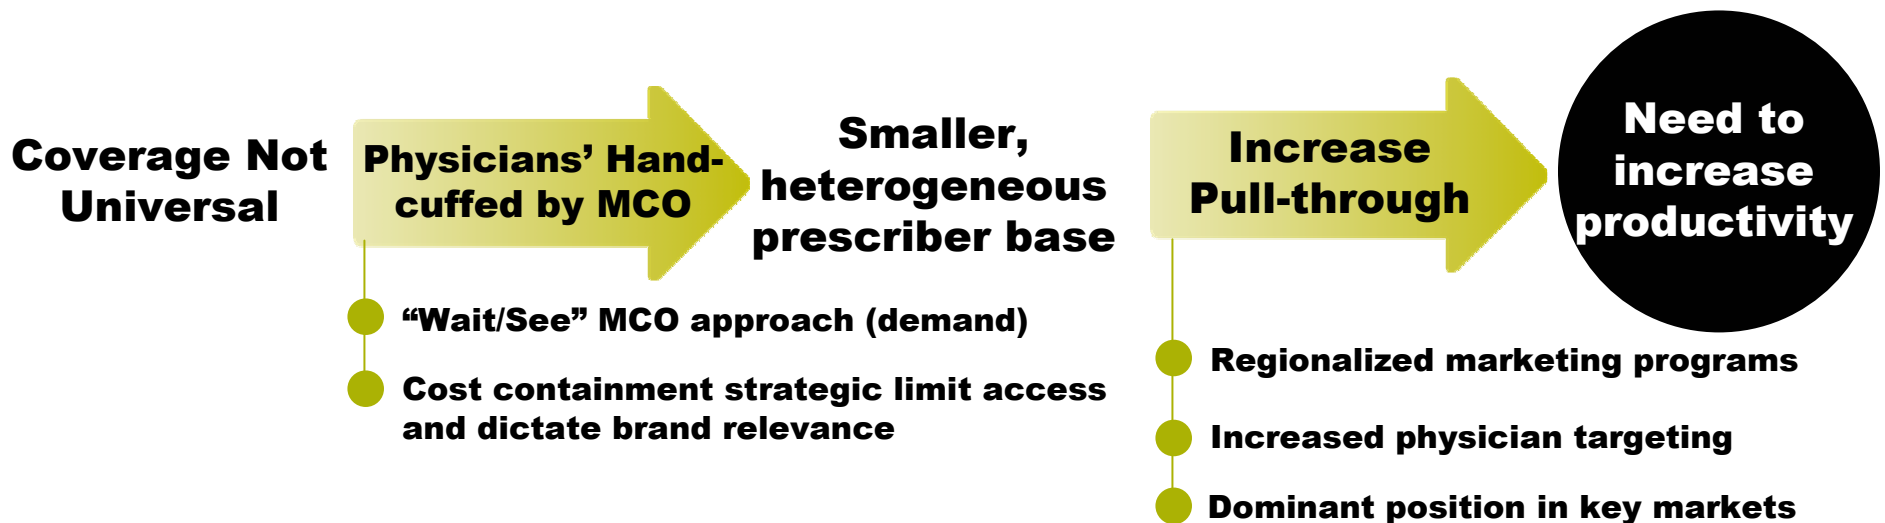 Coverage Not
Universal
Physicians’ Hand-
cuffed by MCO
“Wait/See” MCO approach (demand)
Cost containment strategic limit access
and dictate brand relevance
Smaller,
heterogeneous
prescriber base
Increase
Pull-through
Regionalized marketing programs
Increased physician targeting
Dominant position in key markets
Need to
increase
productivity